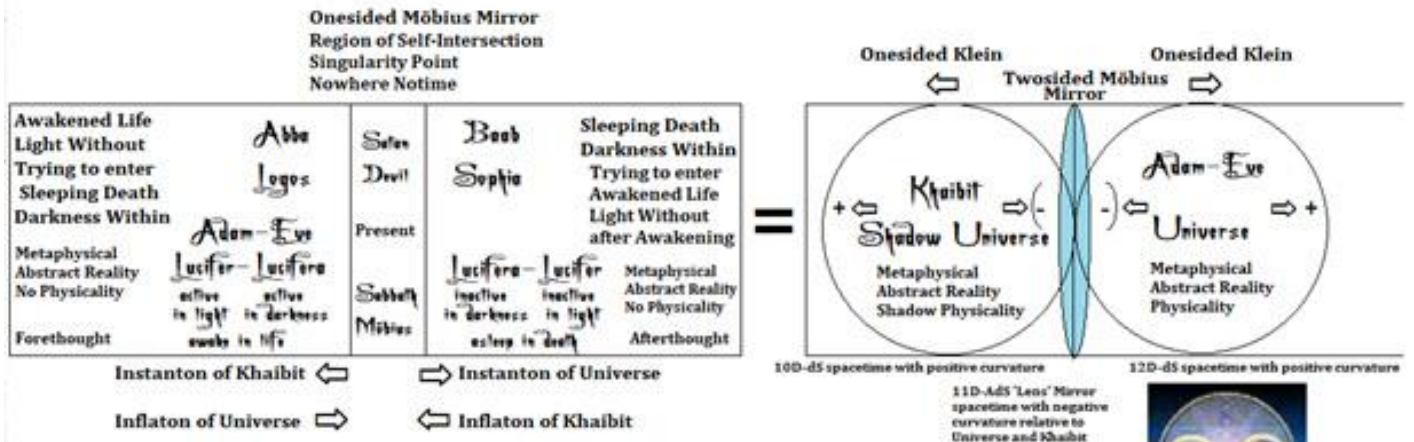 Onesided Möbius Mirror
Region of Self-Intersection
Singularity Point
Nowhere Notime
Awakened Life
Light Without
Trying to enter
Sleeping Death
Darkness Within
Metaphysical
Abstract Reality
No Physicality
Forethought
Abba
Logos
Adam-Eve
Lucifer-Lucifera
active active
in light in darkness
awake in life
Satan
Devil
Present
Sabbath
Möbius
Baab
Sophia
Lucifera-Lucifer
inactive inactive
in darkness in light
asleep in death
Sleeping Death
Darkness Within
Trying to enter
Awakened Life
Light Without
after Awakening
Metaphysical
Abstract Reality
No Physicality
Afterthought
Instanton of Khaibit ⇐
⇒ Instanton of Universe
Inflaton of Universe ⇒
⇐ Inflaton of Khaibit
=
Onesided Klein
⇐
Twosided Möbius
Mirror
Onesided Klein
⇒
+⇐ Khaibit ⇒(-
Shadow Universe
Metaphysical
Abstract Reality
Shadow Physicality
-)⇐ Adam-Eve ⇒+
Universe
Metaphysical
Abstract Reality
Physicality
10D-dS spacetime with positive curvature
12D-dS spacetime with positive curvature
11D-AdS "Lens" Mirror
spacetime with negative
curvature relative to
Universe and Khaibit